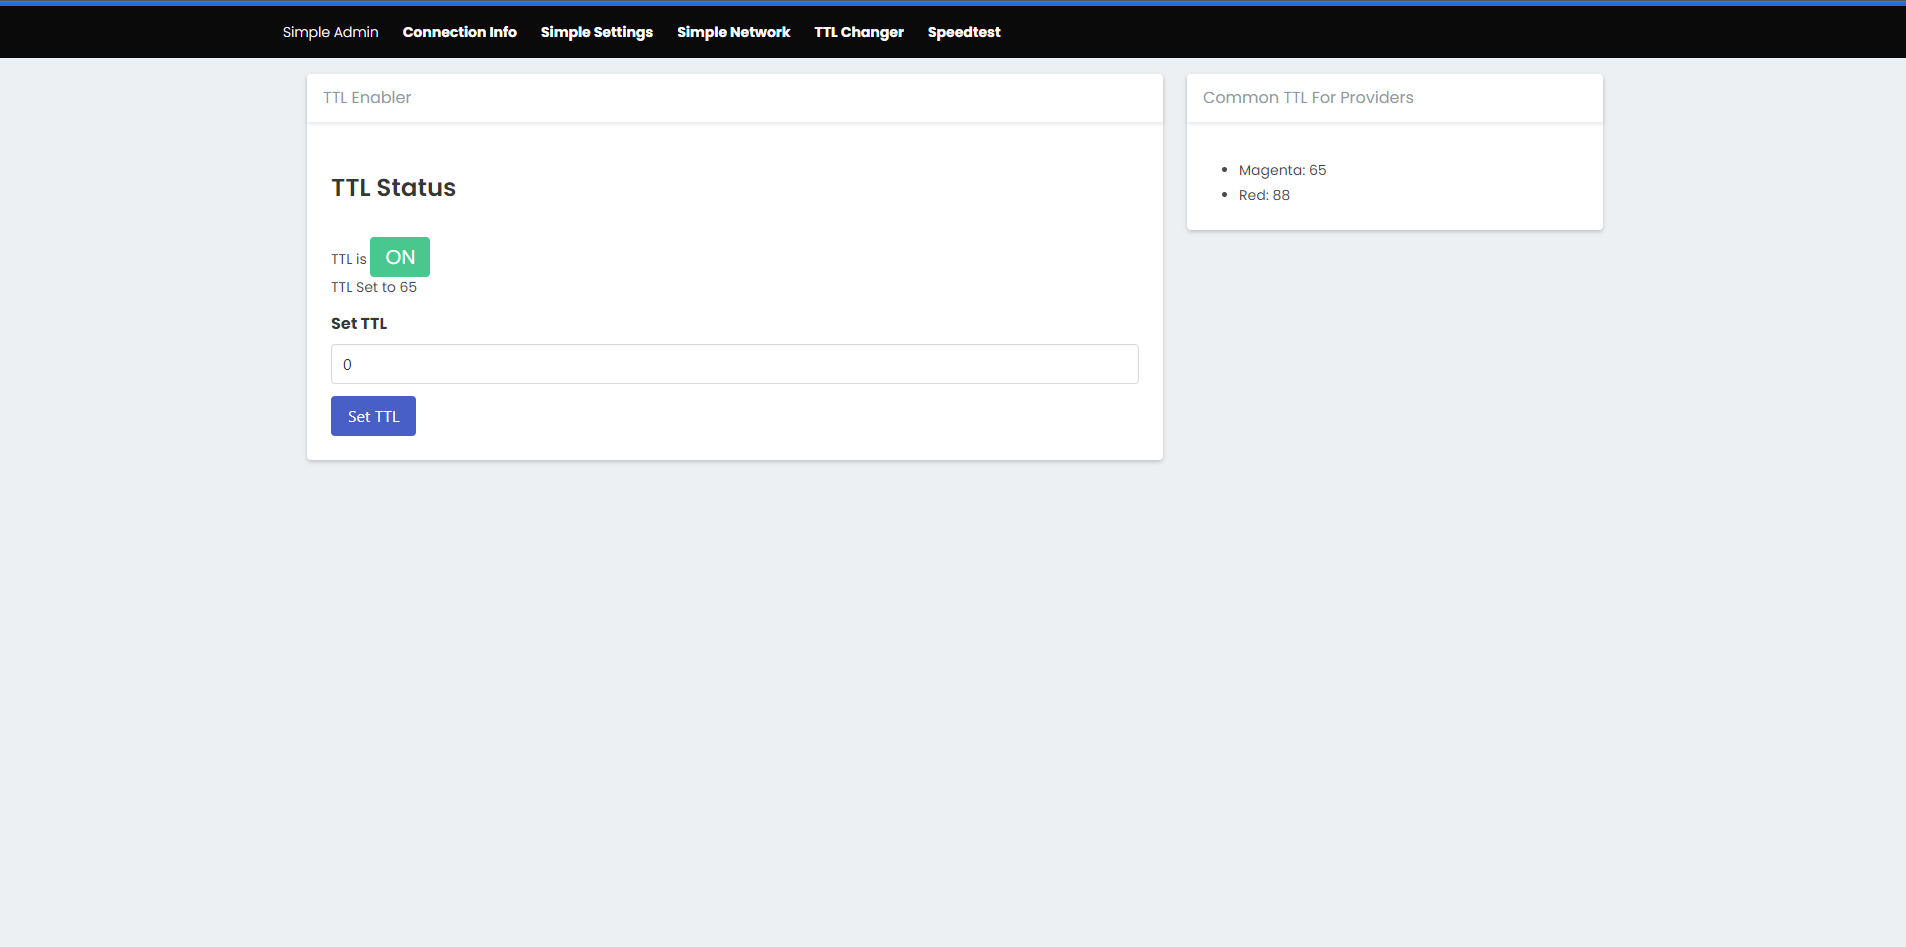 Simple Admin Connection Info Simple Settings Simple Network TTL Changer Speedtest
TTL Enabler
TTL Status
TTL is ON
TTL Set to 65
Set TTL
0
Set TTL
Common TTL For Providers
Magenta: 65
Red: 88